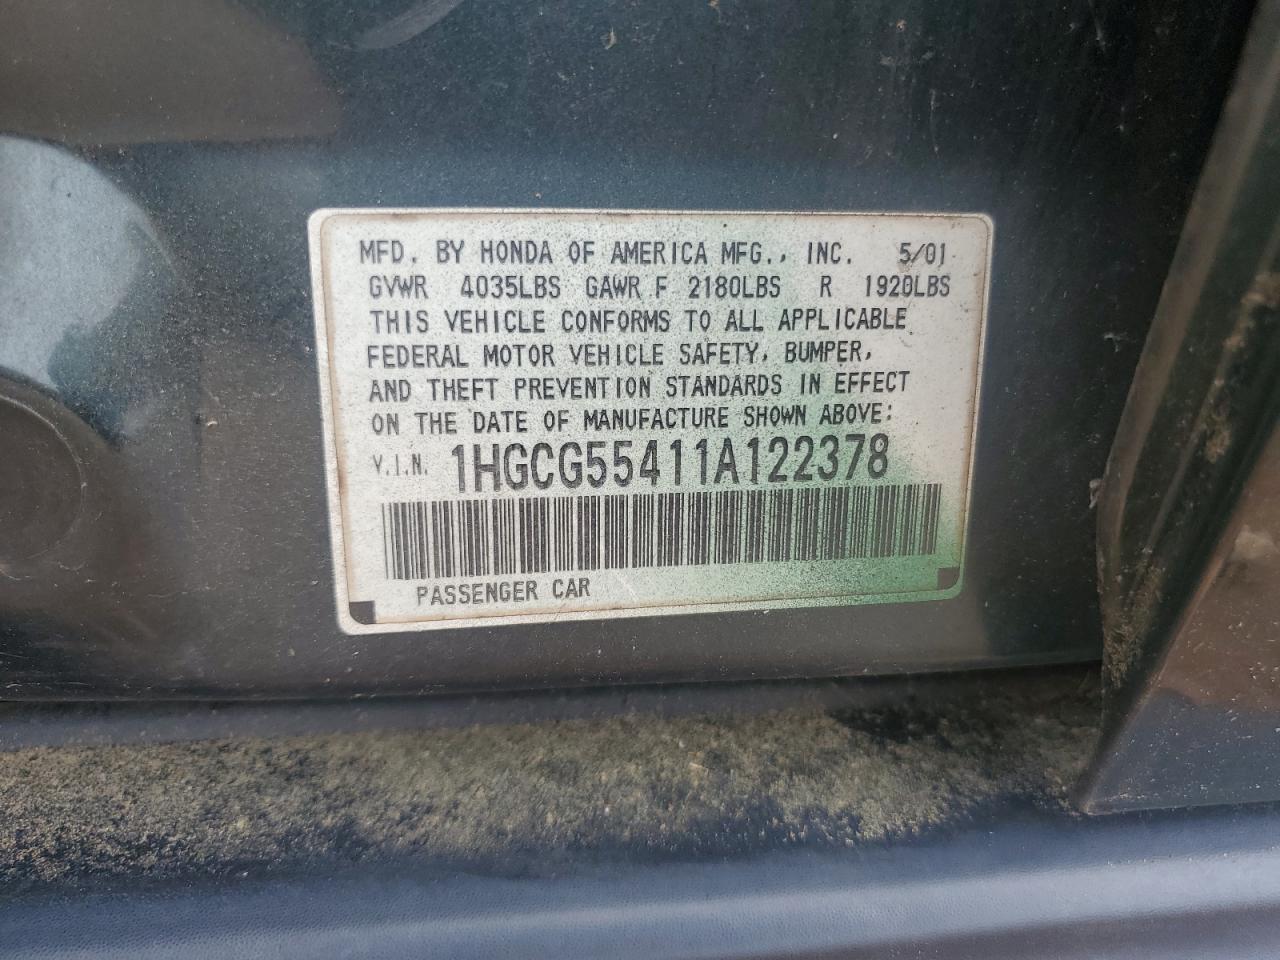 MFD. BY HONDA OF AMERICA MFG., INC. 5/01
GVWR 4035LBS GAWR F 2180LBS R 1920LBS
THIS VEHICLE CONFORMS TO ALL APPLICABLE
FEDERAL MOTOR VEHICLE SAFETY, BUMPER,
AND THEFT PREVENTION STANDARDS IN EFFECT
ON THE DATE OF MANUFACTURE SHOWN ABOVE:
V.I.N. 1HGCG55411A122378
PASSENGER CAR